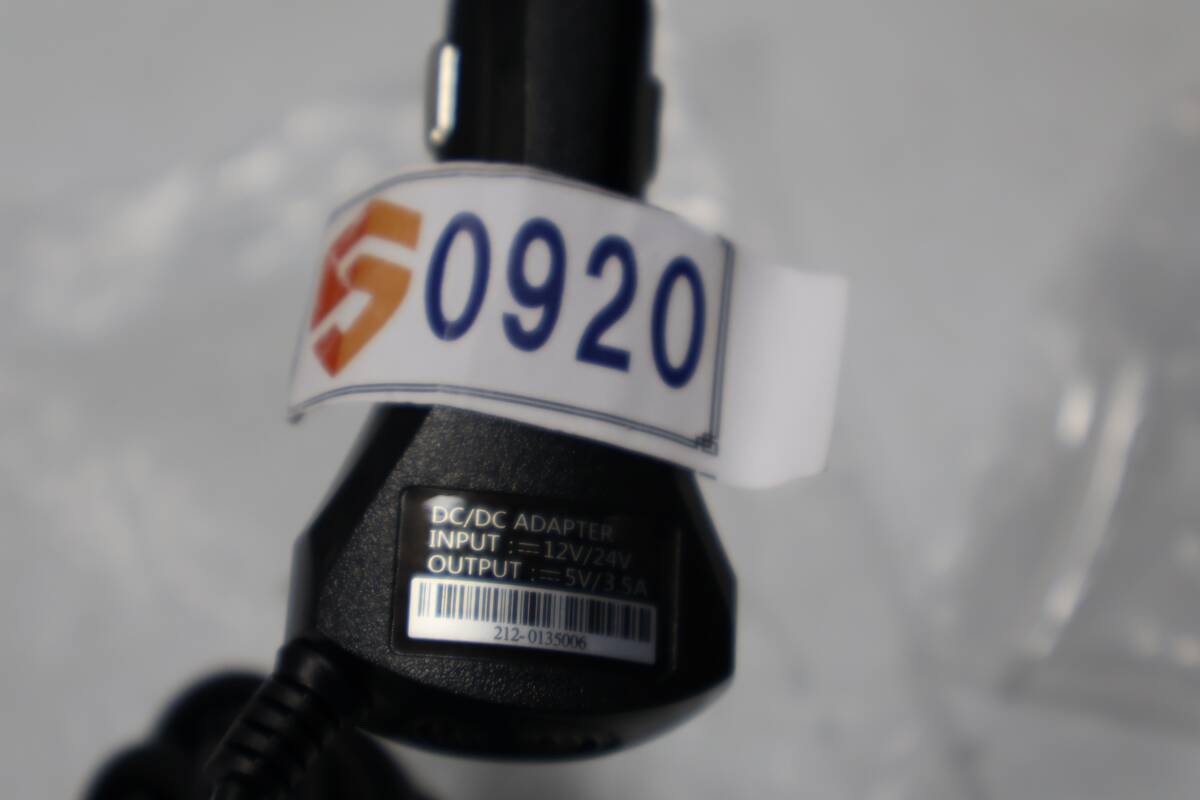 0920
DC/DC ADAPTER
INPUT : ⎓ 12V/24V
OUTPUT : ⎓ 5V/3.5A
212-0135006